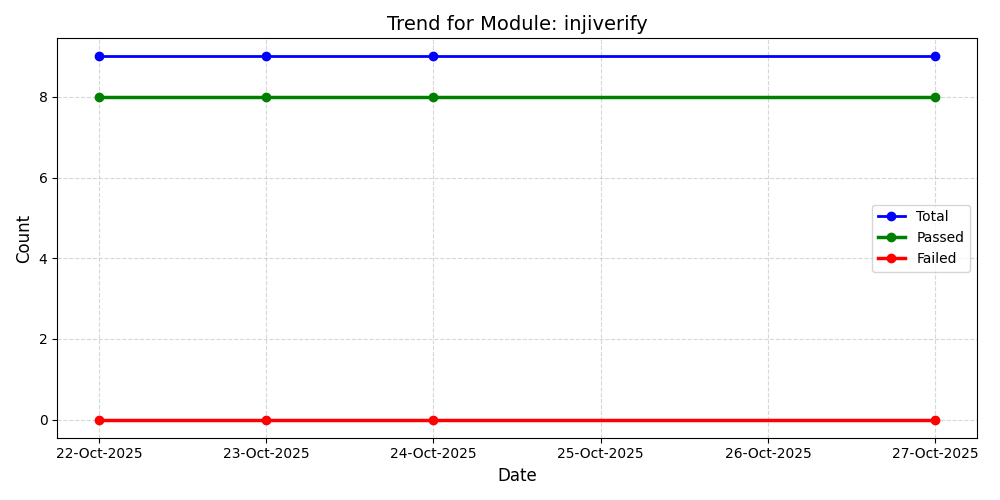 Trend for Module: injiverify
Count
8
6
4
2
0
Total
Passed
Failed
22-Oct-2025
23-Oct-2025
24-Oct-2025
25-Oct-2025
26-Oct-2025
27-Oct-2025
Date